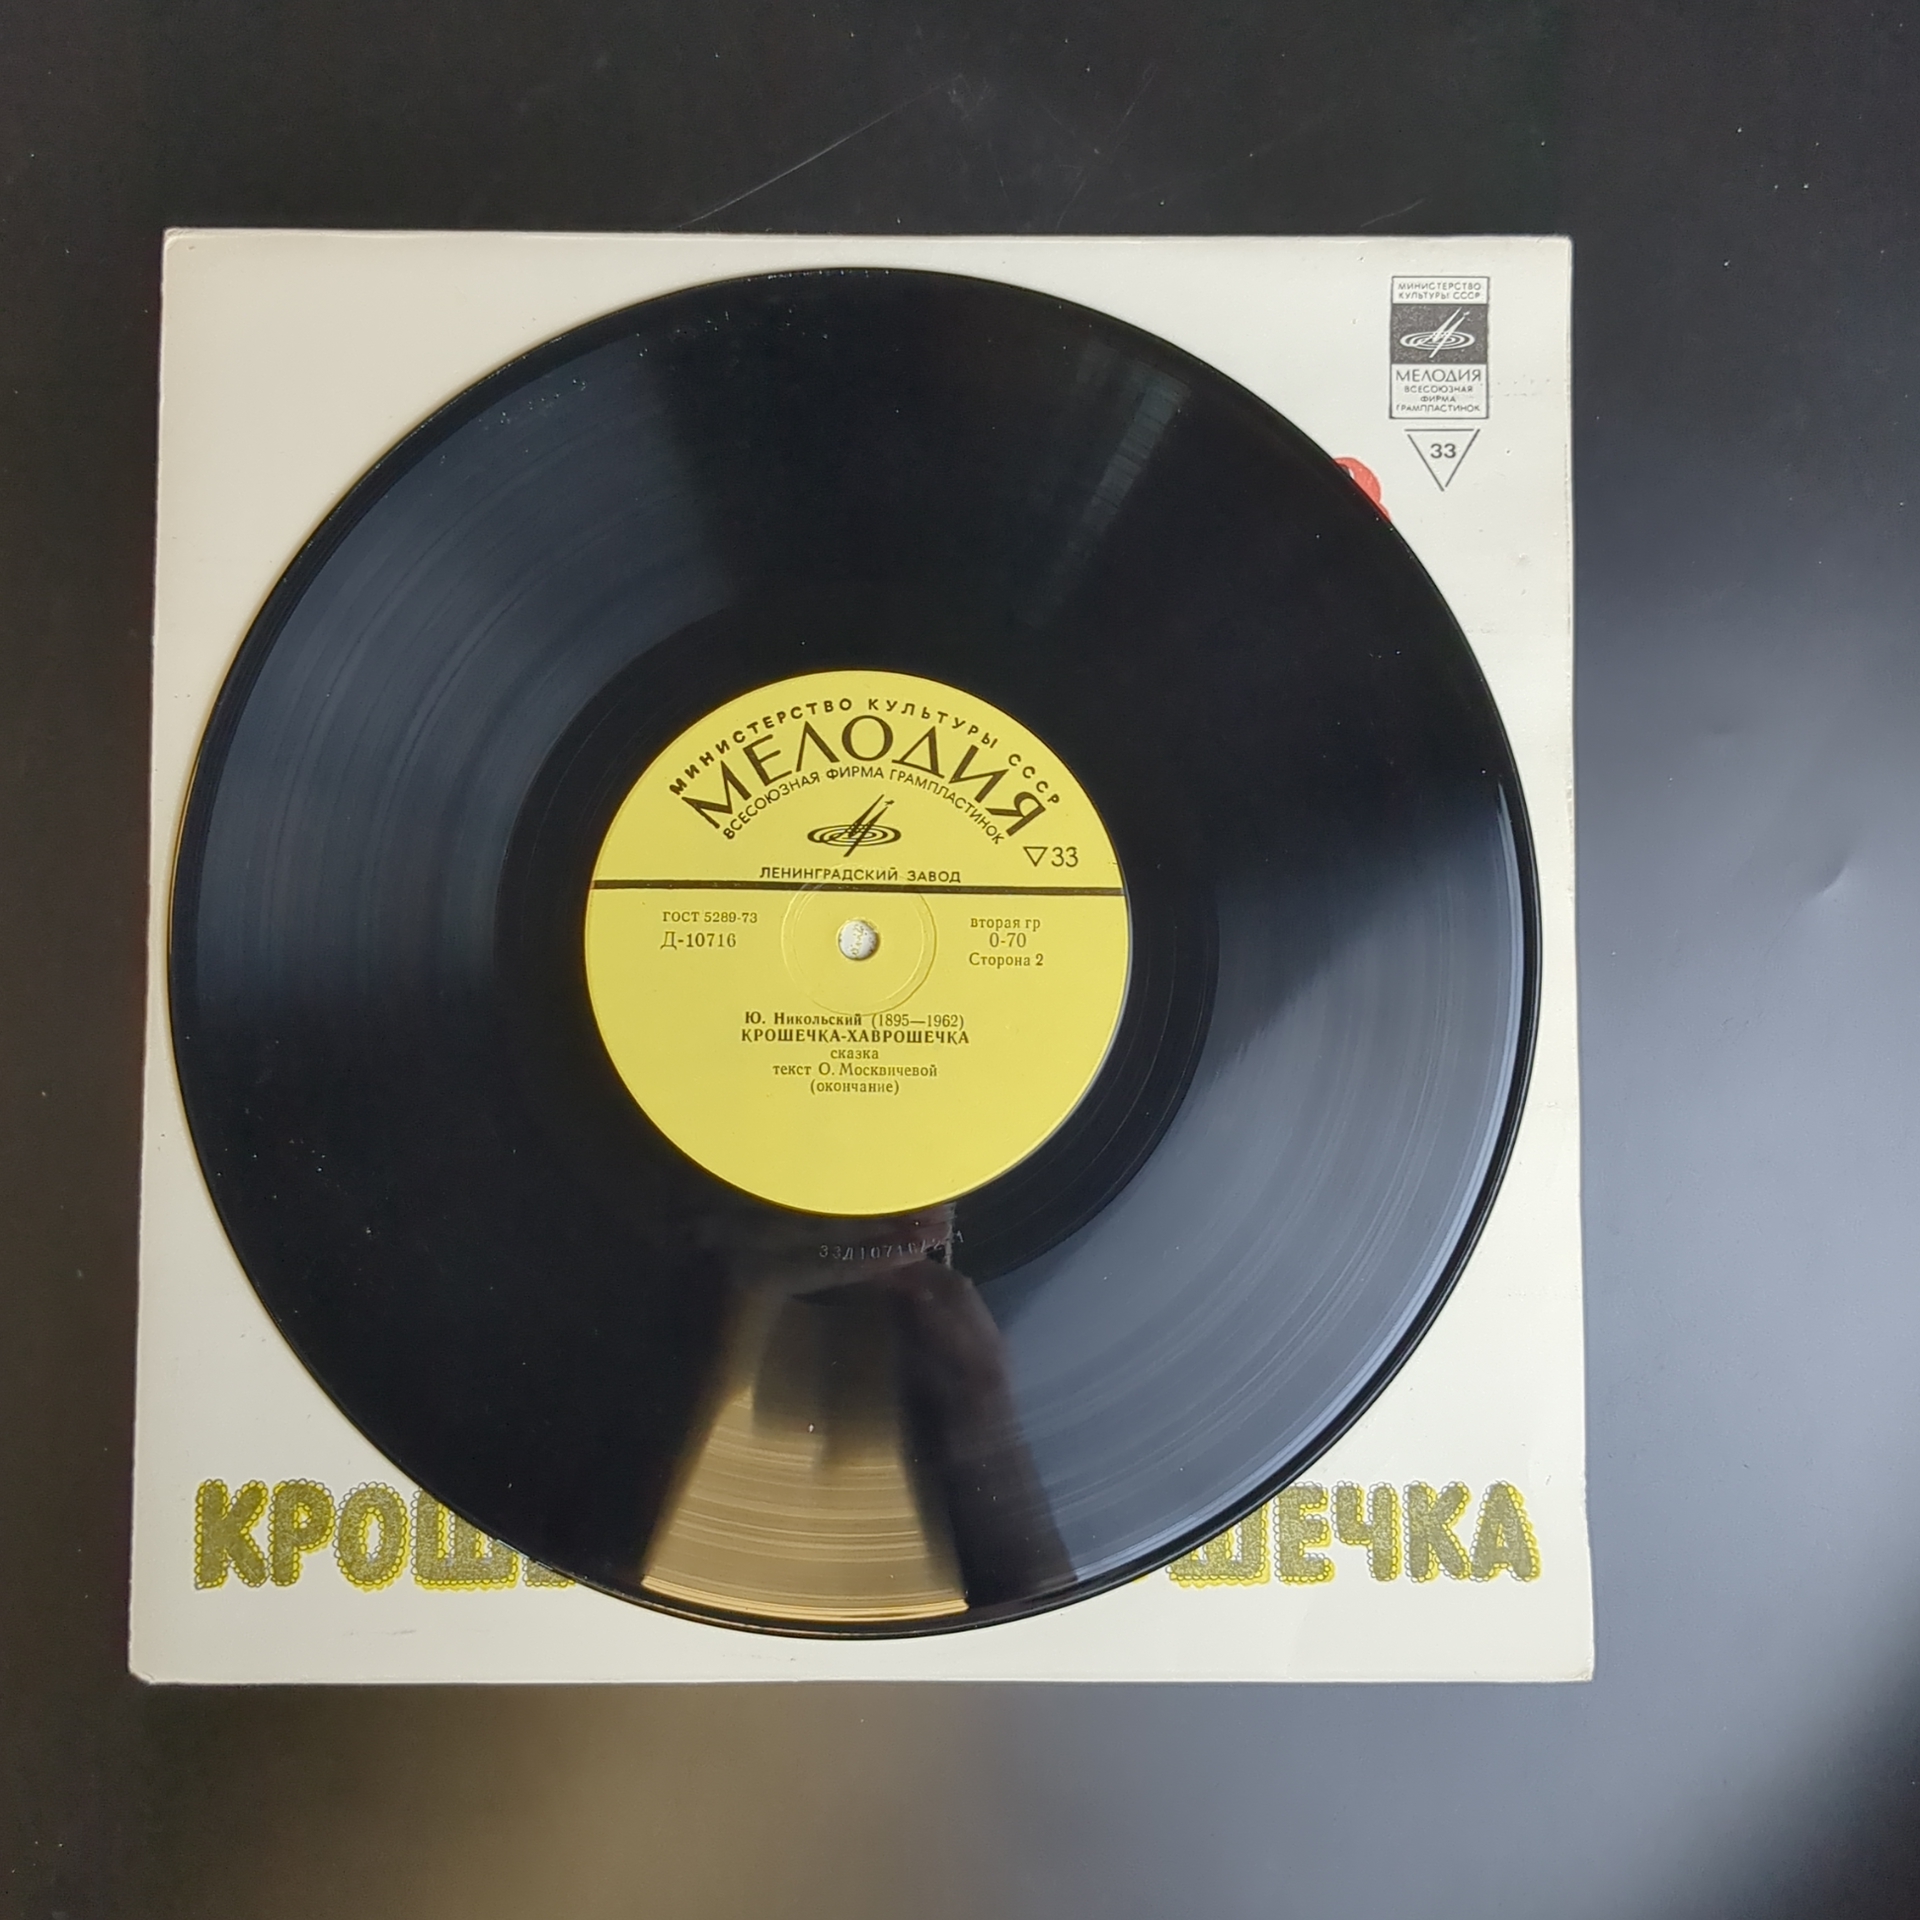 МИНИСТЕРСТВО
КУЛЬТУРЫ СССР
МЕЛОДИЯ
ВСЕСОЮЗНАЯ
ФИРМА
ГРАМПЛАСТИНОК
33
МИНИСТЕРСТВО КУЛЬТУРЫ СССР
МЕЛОДИЯ
ВСЕСОЮЗНАЯ ФИРМА ГРАМПЛАСТИНОК
33
ЛЕНИНГРАДСКИЙ ЗАВОД
ГОСТ 5289-73
Д-10716
вторая гр
0-70
Сторона 2
Ю. Никольский (1895—1962)
КРОШЕЧКА-ХАВРОШЕЧКА
сказка
текст О. Москвичевой
(окончание)
КРОШЕ ШЕЧКА